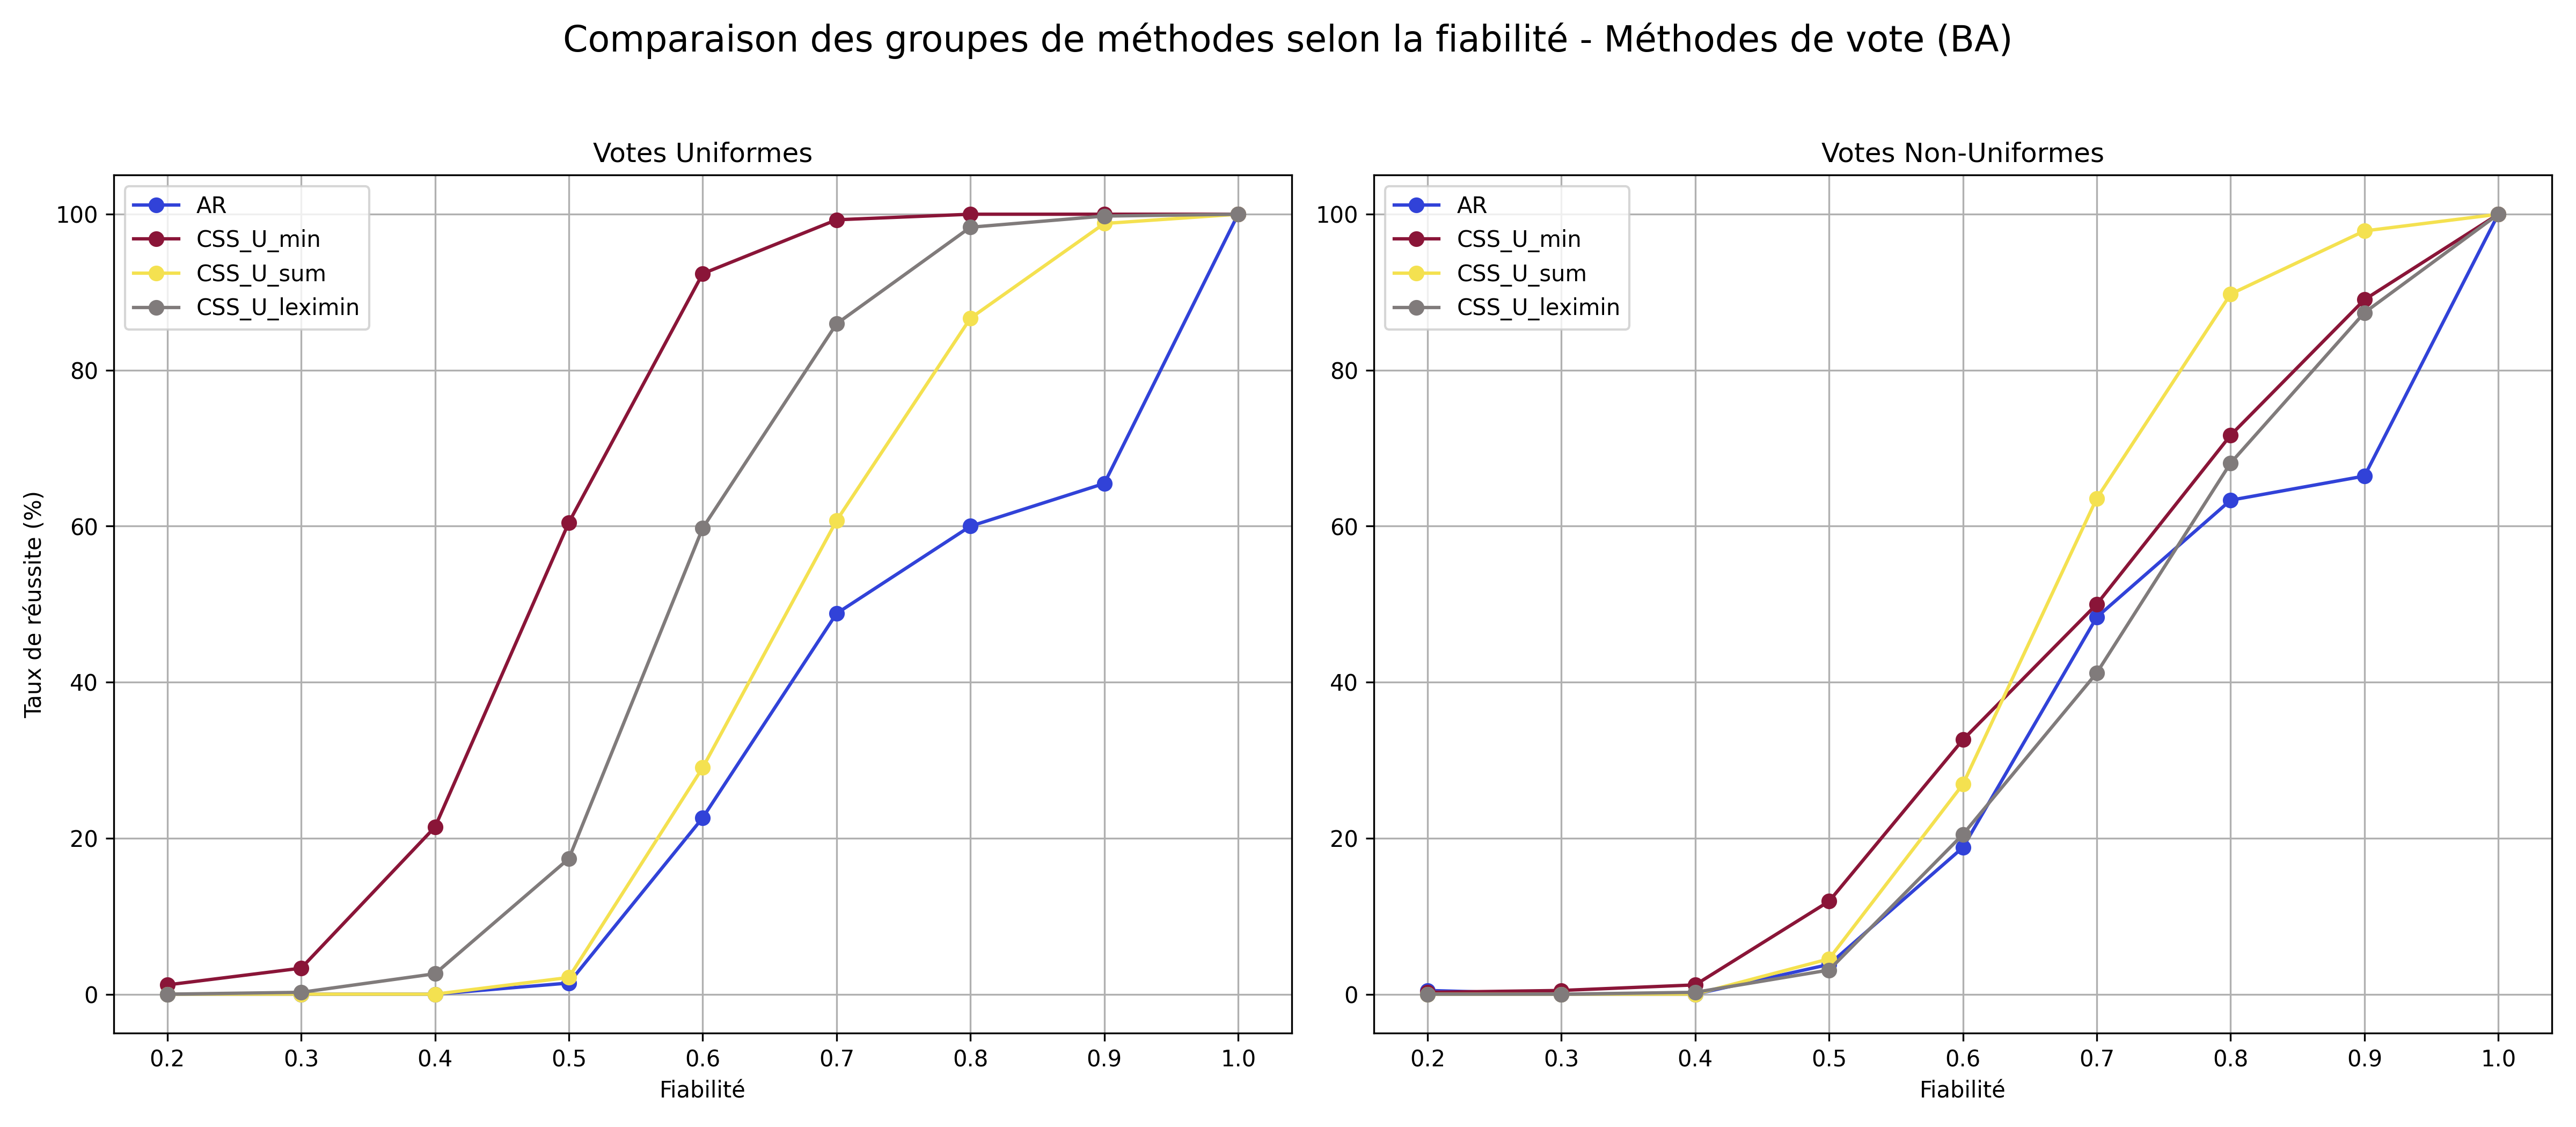 Comparaison des groupes de méthodes selon la fiabilité - Méthodes de vote (BA)
Votes Uniformes
AR
CSS_U_min
CSS_U_sum
CSS_U_leximin
100
80
60
40
20
0
Taux de réussite (%)
0.2 0.3 0.4 0.5 0.6 0.7 0.8 0.9 1.0
Fiabilité
Votes Non-Uniformes
AR
CSS_U_min
CSS_U_sum
CSS_U_leximin
100
80
60
40
20
0
0.2 0.3 0.4 0.5 0.6 0.7 0.8 0.9 1.0
Fiabilité